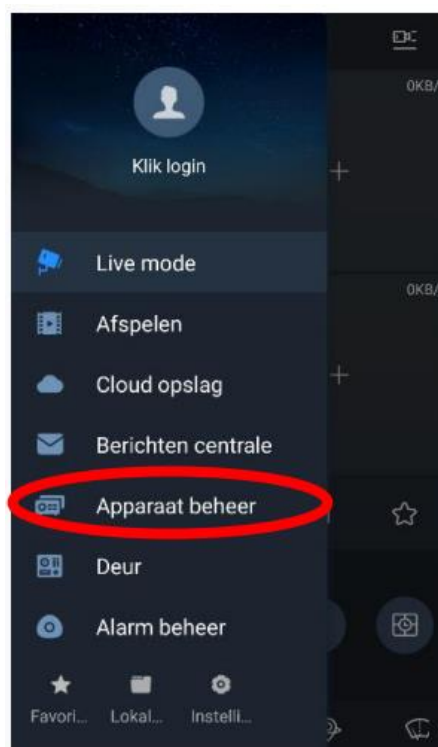 0KB/
Klik login
Live mode
0KB/
Afspelen
Cloud opslag
Berichten centrale
Apparaat beheer
Deur
Alarm beheer
Favori... Lokal... Instelli...